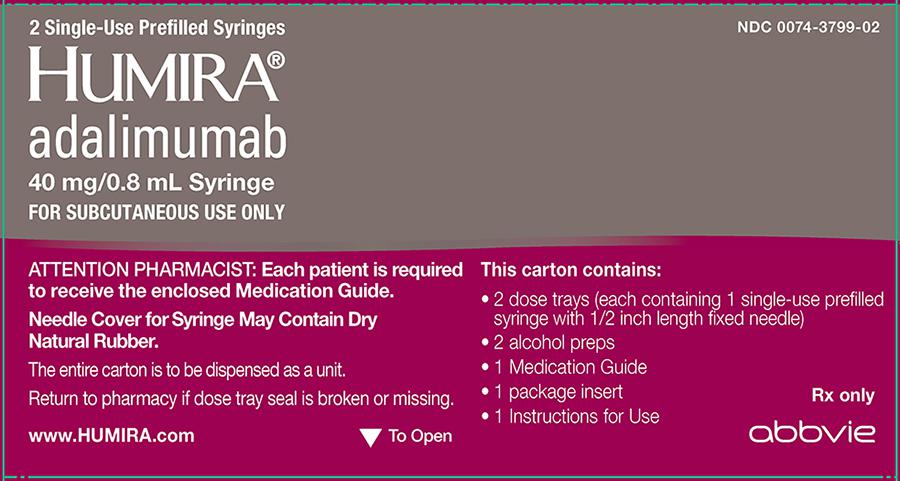 2 Single-Use Prefilled Syringes
NDC 0074-3799-02
HUMIRA®
adalimumab
40 mg/0.8 mL Syringe
FOR SUBCUTANEOUS USE ONLY
ATTENTION PHARMACIST: Each patient is required
to receive the enclosed Medication Guide.
Needle Cover for Syringe May Contain Dry
Natural Rubber.
The entire carton is to be dispensed as a unit.
Return to pharmacy if dose tray seal is broken or missing.
www.HUMIRA.com
▼ To Open
This carton contains:
• 2 dose trays (each containing 1 single-use prefilled
syringe with 1/2 inch length fixed needle)
• 2 alcohol preps
• 1 Medication Guide
• 1 package insert
• 1 Instructions for Use
Rx only
abbvie